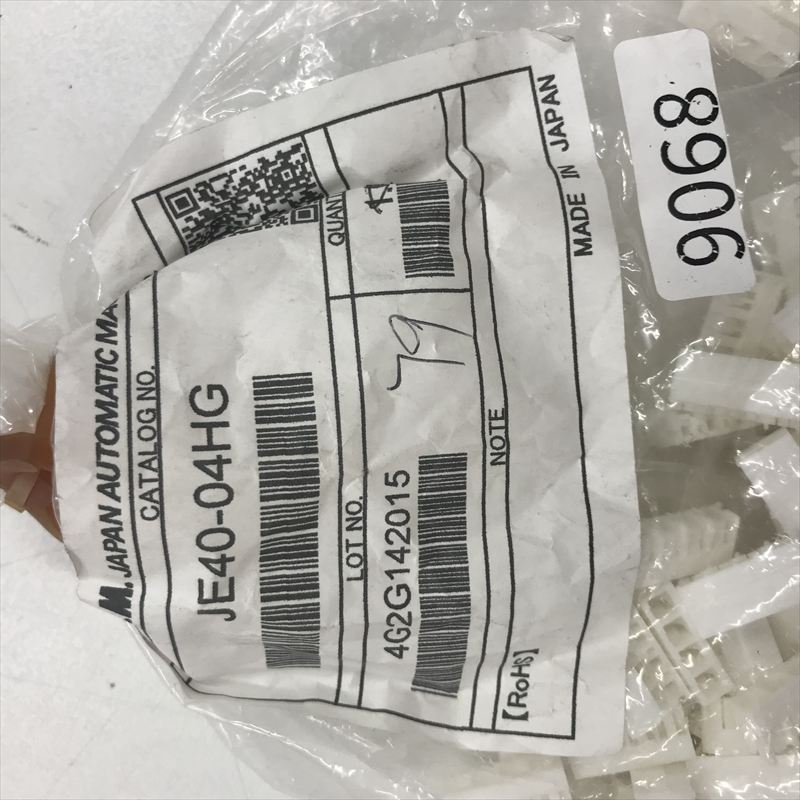 M. JAPAN AUTOMATIC MA
CATALOG NO.
JE40-04HG
QUANT
LOT NO.
4G2G142015
79
NOTE
【RoHS】
MADE IN JAPAN
9068